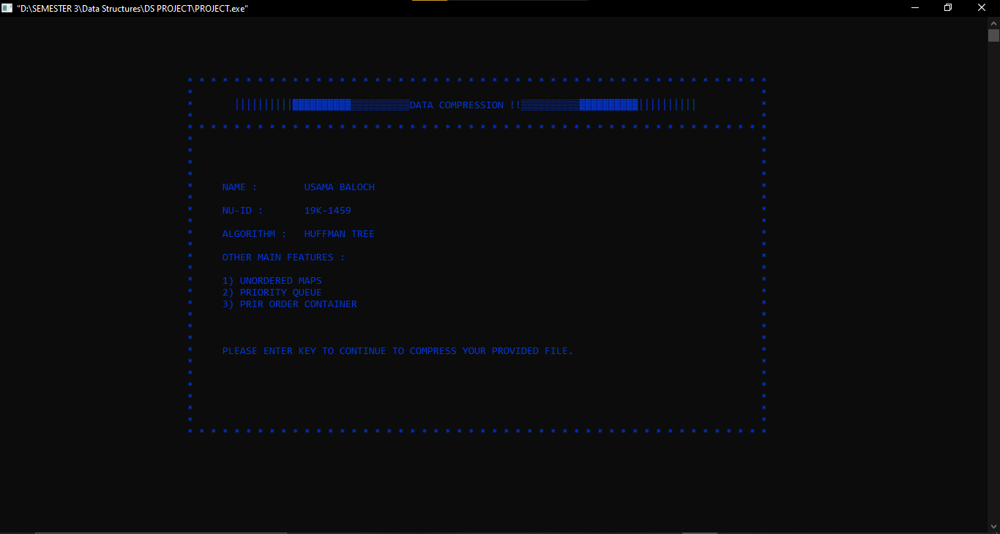 "D:\SEMESTER 3\Data Structures\DS PROJECT\PROJECT.exe"
DATA COMPRESSION !!
NAME : USAMA BALOCH
NU-ID : 19K-1459
ALGORITHM : HUFFMAN TREE
OTHER MAIN FEATURES :
1) UNORDERED MAPS
2) PRIORITY QUEUE
3) PRIR ORDER CONTAINER
PLEASE ENTER KEY TO CONTINUE TO COMPRESS YOUR PROVIDED FILE.